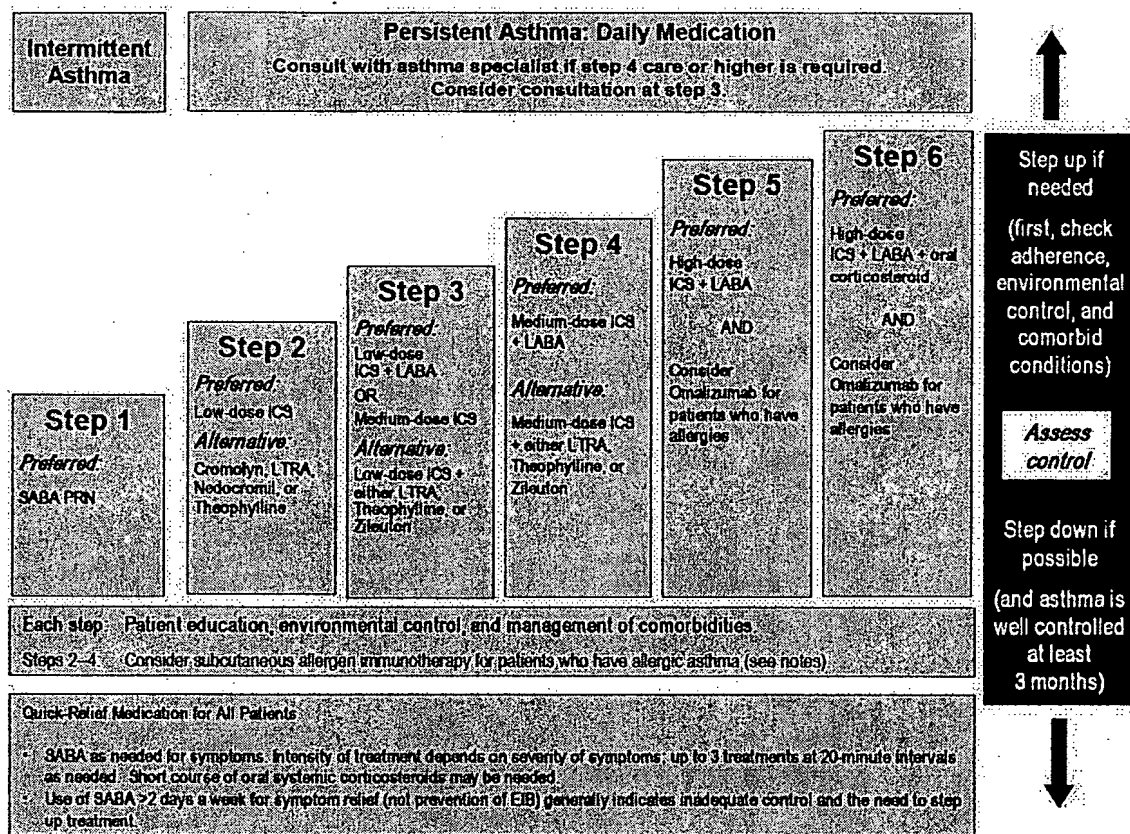 Intermittent
Asthma
Persistent Asthma: Daily Medication
Consult with asthma specialist if step 4 care or higher is required.
Consider consultation at step 3.
Step 1
Preferred:
SABA PRN
Step 2
Preferred:
Low-dose ICS
Alternative:
Cromolyn, LTRA,
Nedocromil, or
Theophylline
Step 3
Preferred:
Low-dose
ICS + LABA
OR
Medium-dose ICS
Alternative:
Low-dose ICS +
either LTRA,
Theophylline, or
Zileuton
Step 4
Preferred:
Medium-dose ICS
+ LABA
Alternative:
Medium-dose ICS
+ either LTRA,
Theophylline, or
Zileuton
Step 5
Preferred:
High-dose
ICS + LABA
AND
Consider
Omalizumab for
patients who have
allergies
Step 6
Preferred:
High-dose
ICS + LABA + oral
corticosteroid
AND
Consider
Omalizumab for
patients who have
allergies
Step up if
needed
(first, check
adherence,
environmental
control, and
comorbid
conditions)
Assess
control
Step down if
possible
(and asthma is
well controlled
at least
3 months)
Each step: Patient education, environmental control, and management of comorbidities.
Steps 2–4: Consider subcutaneous allergen immunotherapy for patients who have allergic asthma (see notes).
Quick-Relief Medication for All Patients
· SABA as needed for symptoms. Intensity of treatment depends on severity of symptoms; up to 3 treatments at 20-minute intervals
as needed. Short course of oral systemic corticosteroids may be needed.
· Use of SABA >2 days a week for symptom relief (not prevention of EIB) generally indicates inadequate control and the need to step
up treatment.